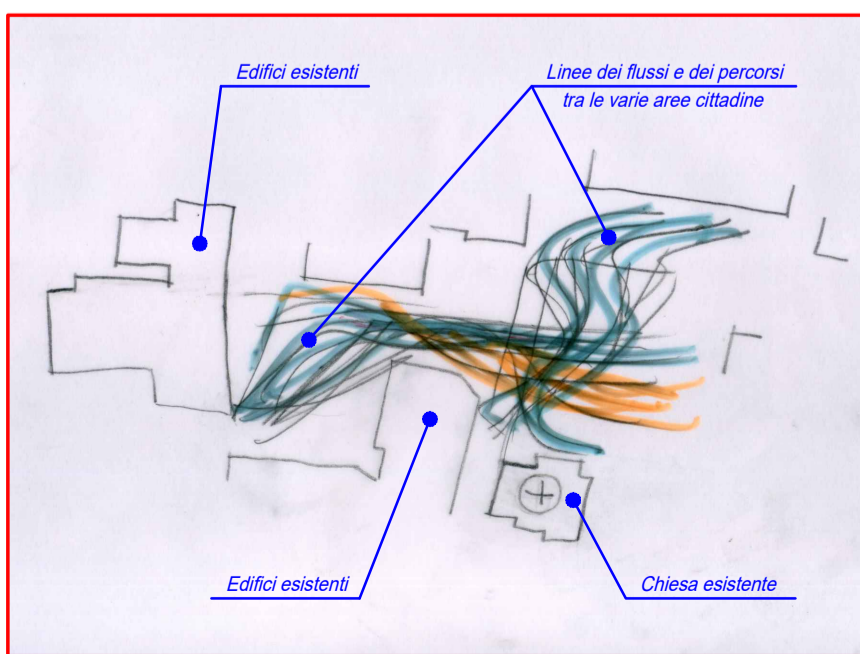 Edifici esistenti
Linee dei flussi e dei percorsi
tra le varie aree cittadine
Edifici esistenti
Chiesa esistente